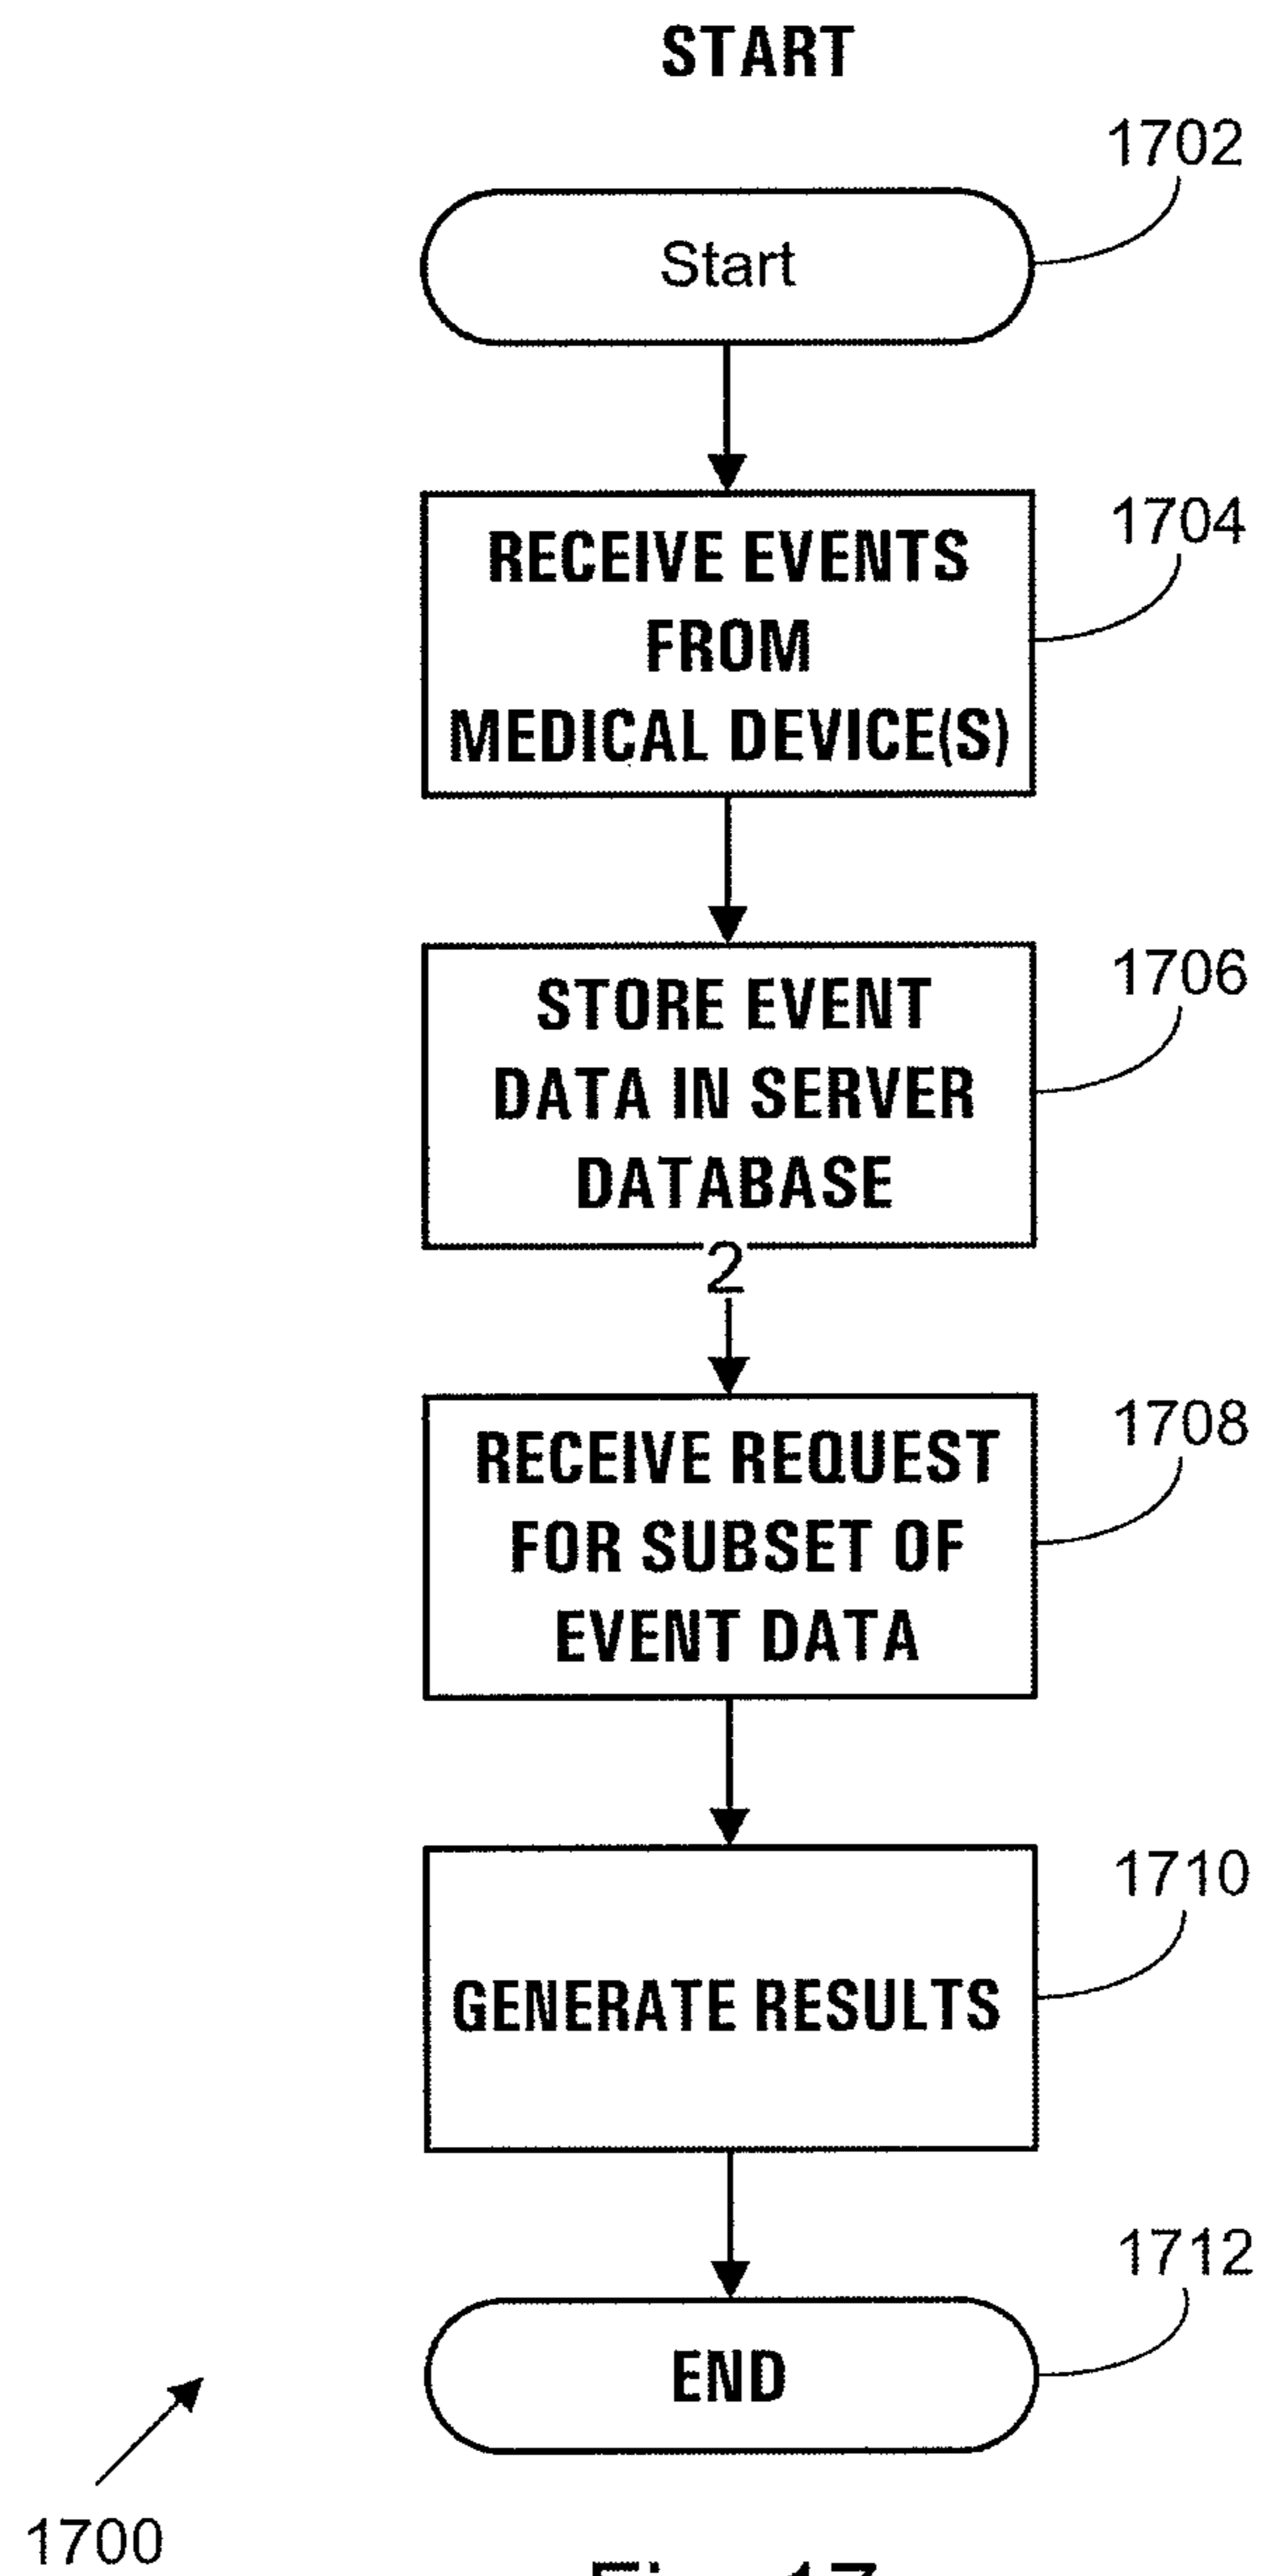 START
1702
Start
1704
RECEIVE EVENTS
FROM
MEDICAL DEVICE(S)
1706
STORE EVENT
DATA IN SERVER
DATABASE
2
1708
RECEIVE REQUEST
FOR SUBSET OF
EVENT DATA
1710
GENERATE RESULTS
1712
END
1700